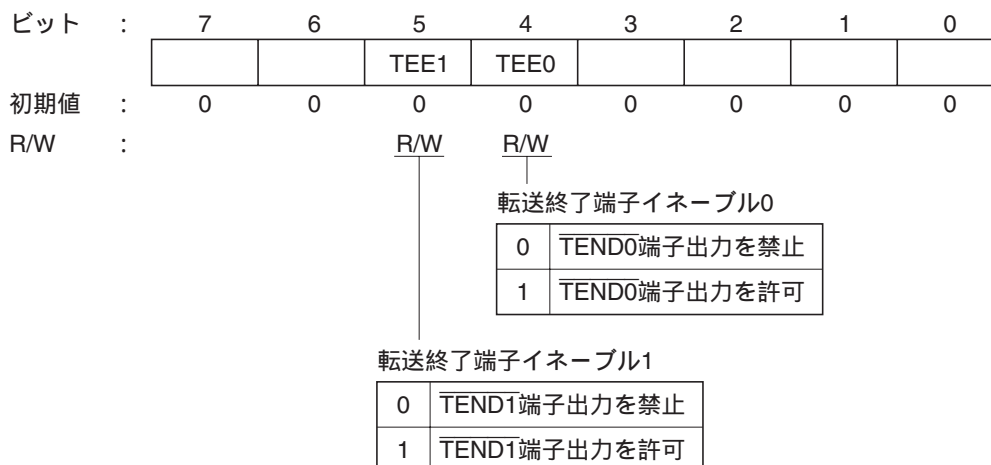 ビット : 7 6 5 4 3 2 1 0
TEE1 TEE0
初期値 : 0 0 0 0 0 0 0 0
R/W : R/W R/W
転送終了端子イネーブル0
0 TEND0端子出力を禁止
1 TEND0端子出力を許可
転送終了端子イネーブル1
0 TEND1端子出力を禁止
1 TEND1端子出力を許可